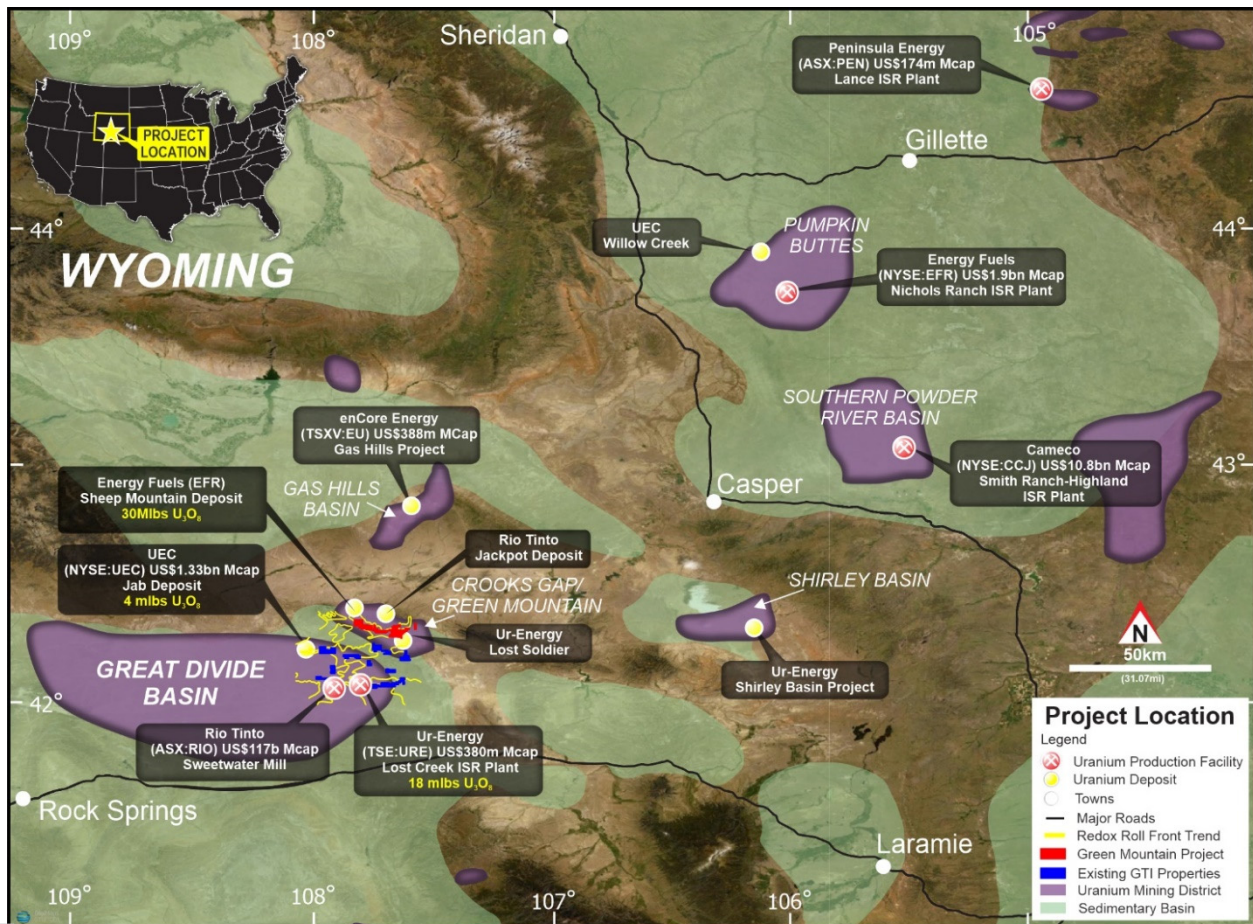 109°
108°
Sheridan
105°
Peninsula Energy
(ASX:PEN) US$174m Mcap
Lance ISR Plant
PROJECT
LOCATION
Gillette
44°
44°
WYOMING
UEC
Willow Creek
PUMPKIN
BUTTES
Energy Fuels
(NYSE:EFR) US$1.9bn Mcap
Nichols Ranch ISR Plant
SOUTHERN POWDER
RIVER BASIN
enCore Energy
(TSXV:EU) US$388m MCap
Gas Hills Project
Cameco
(NYSE:CCJ) US$10.8bn Mcap
Smith Ranch-Highland
ISR Plant
43°
Energy Fuels (EFR)
Sheep Mountain Deposit
30Mlbs U₃O₈
GAS HILLS
BASIN
Casper
UEC
(NYSE:UEC) US$1.33bn Mcap
Jab Deposit
4 mlbs U₃O₈
Rio Tinto
Jackpot Deposit
CROOKS GAP/
GREEN MOUNTAIN
SHIRLEY BASIN
Ur-Energy
Lost Soldier
Ur-Energy
Shirley Basin Project
GREAT DIVIDE
BASIN
N
50km
(31.07mi)
42°
42°
Rio Tinto
(ASX:RIO) US$117b Mcap
Sweetwater Mill
Ur-Energy
(TSE:URE) US$380m Mcap
Lost Creek ISR Plant
18 mlbs U₃O₈
Rock Springs
Laramie
Project Location
Legend
Uranium Production Facility
Uranium Deposit
Towns
Major Roads
Redox Roll Front Trend
Green Mountain Project
Existing GTI Properties
Uranium Mining District
Sedimentary Basin
109°
108°
107°
106°
105°